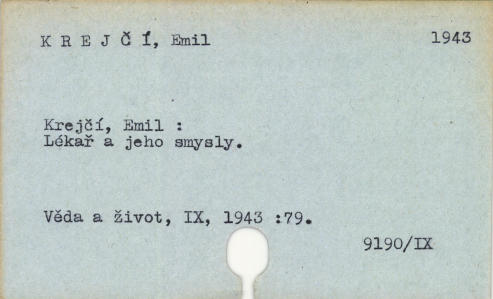 K R E J Č Í, Emil 1943
Krejčí, Emil :
Lékař a jeho smysly.
Věda a život, IX, 1943 :79.
9190/IX